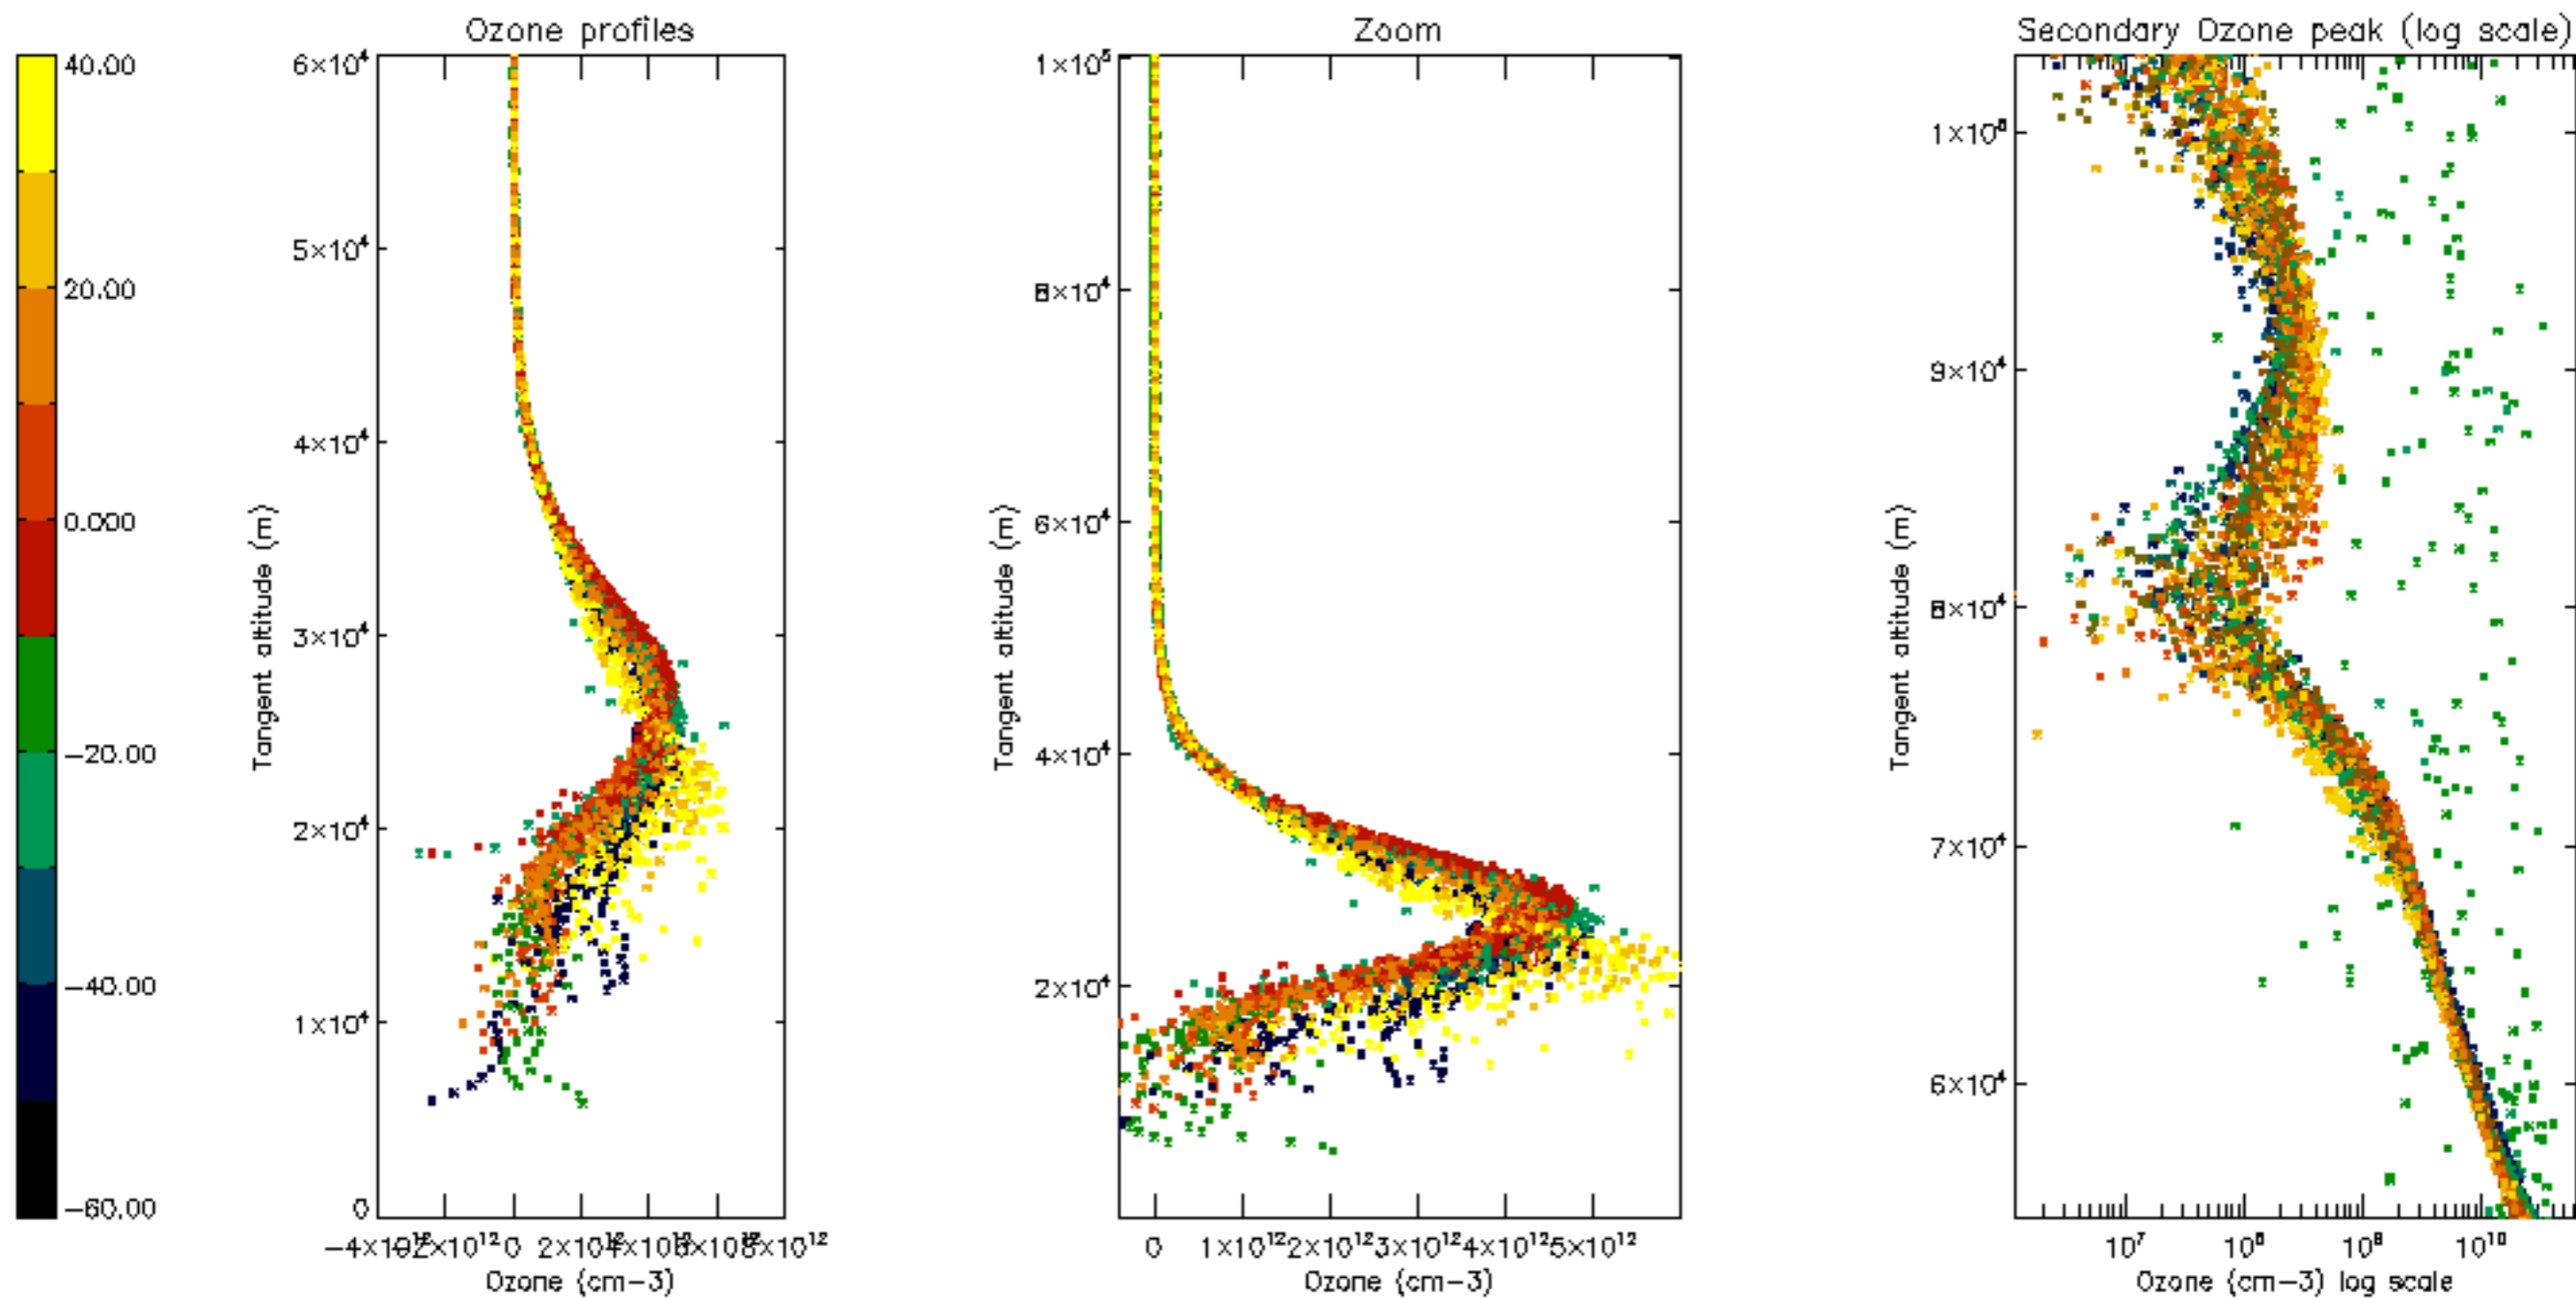 Ozone profiles
Zoom
Secondary Ozone peak (log scale)
40.00
20.00
0.000
−20.00
−40.00
−60.00
Tangent altitude (m)
6×10⁴
5×10⁴
4×10⁴
3×10⁴
2×10⁴
1×10⁴
0
0
Ozone (cm−3)
Tangent altitude (m)
1×10⁵
8×10⁴
6×10⁴
4×10⁴
2×10⁴
0 1×10¹² 2×10¹² 3×10¹² 4×10¹² 5×10¹²
Ozone (cm−3)
Tangent altitude (m)
1×10⁵
9×10⁴
8×10⁴
7×10⁴
6×10⁴
10⁷ 10⁸ 10⁹ 10¹⁰
Ozone (cm−3) log scale